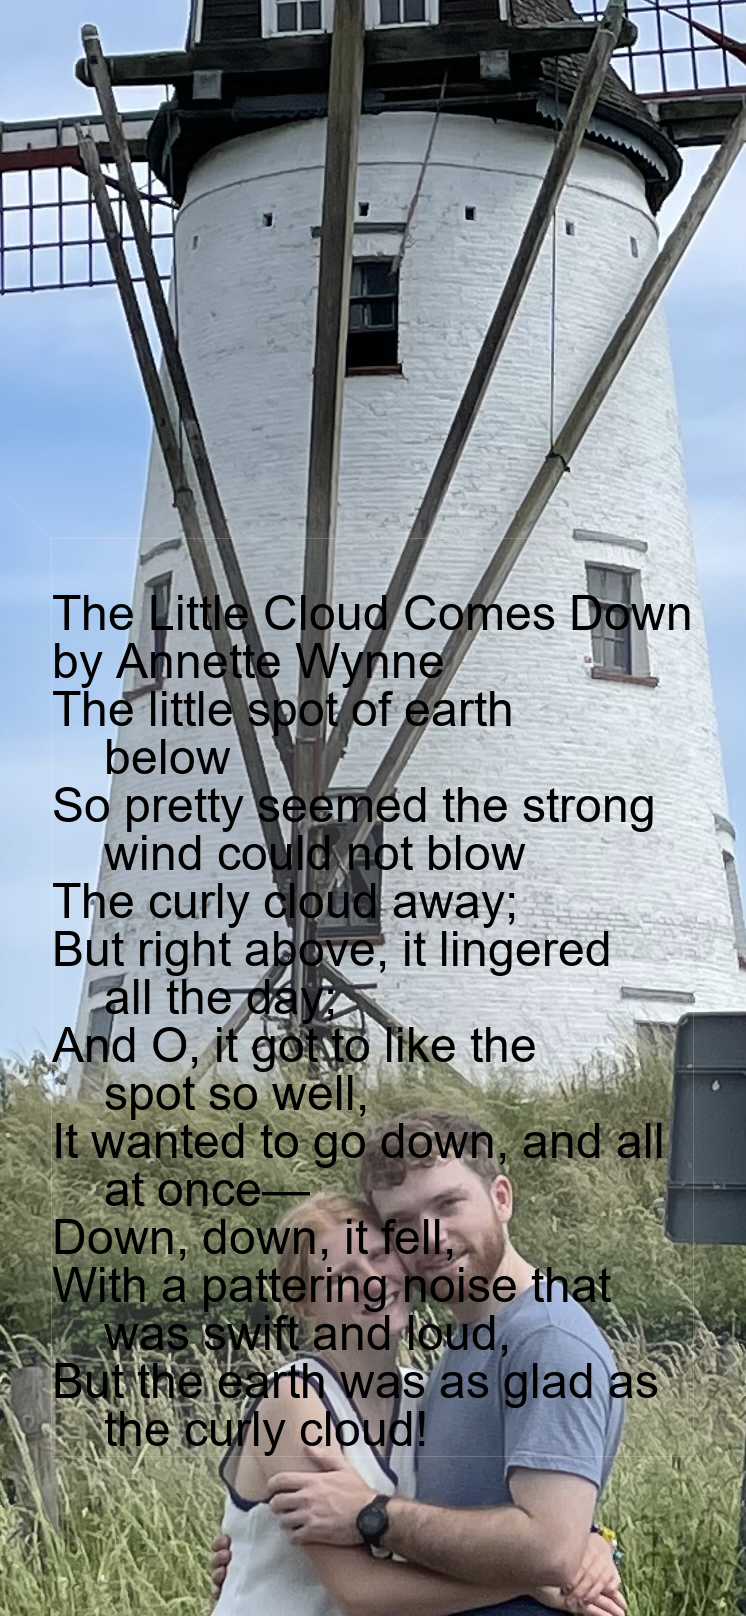 The Little Cloud Comes Down
by Annette Wynne
The little spot of earth
below
So pretty seemed the strong
wind could not blow
The curly cloud away;
But right above, it lingered
all the day;
And O, it got to like the
spot so well,
It wanted to go down, and all
at once—
Down, down, it fell,
With a pattering noise that
was swift and loud,
But the earth was as glad as
the curly cloud!